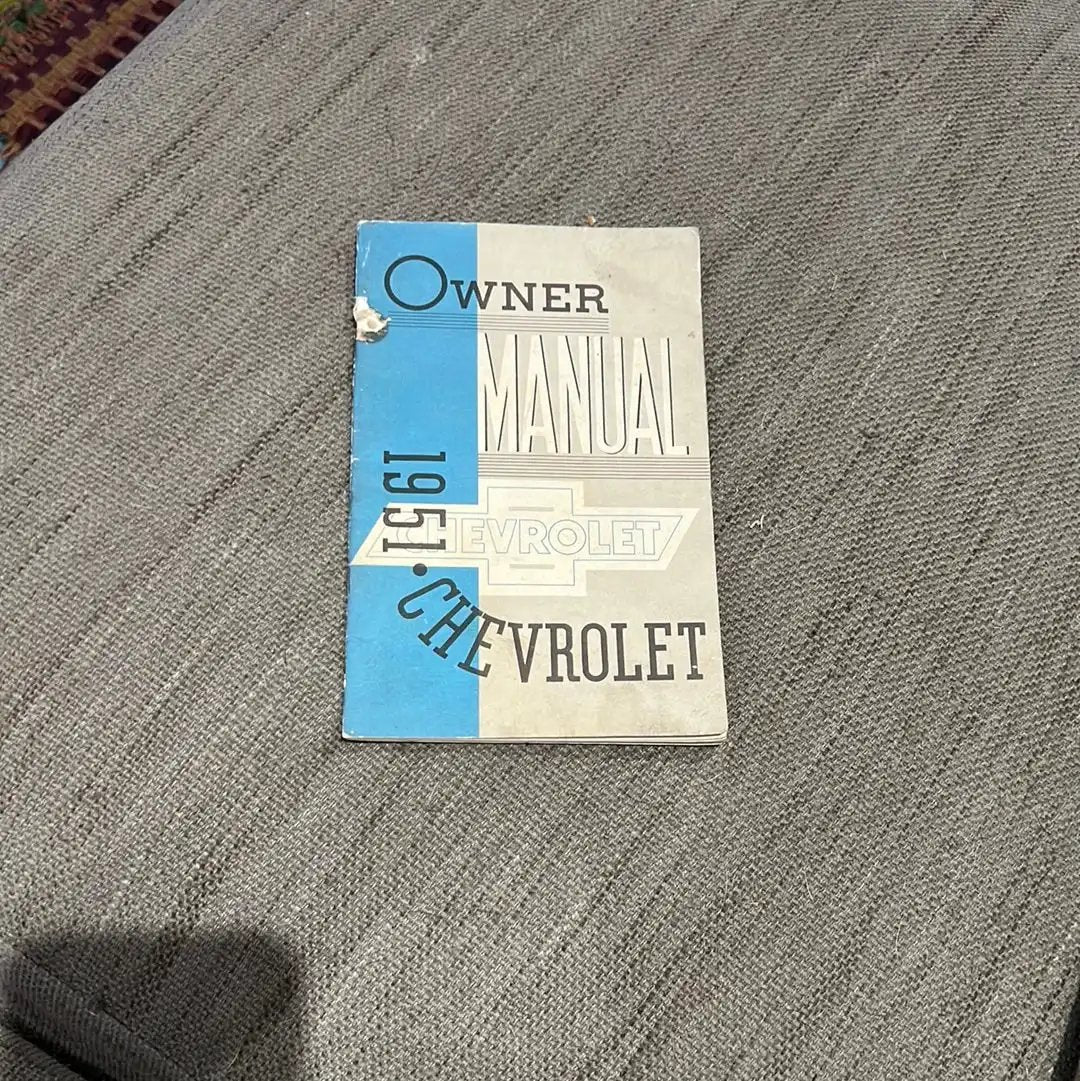 OWNER
MANUAL
CHEVROLET
1951 • CHEVROLET